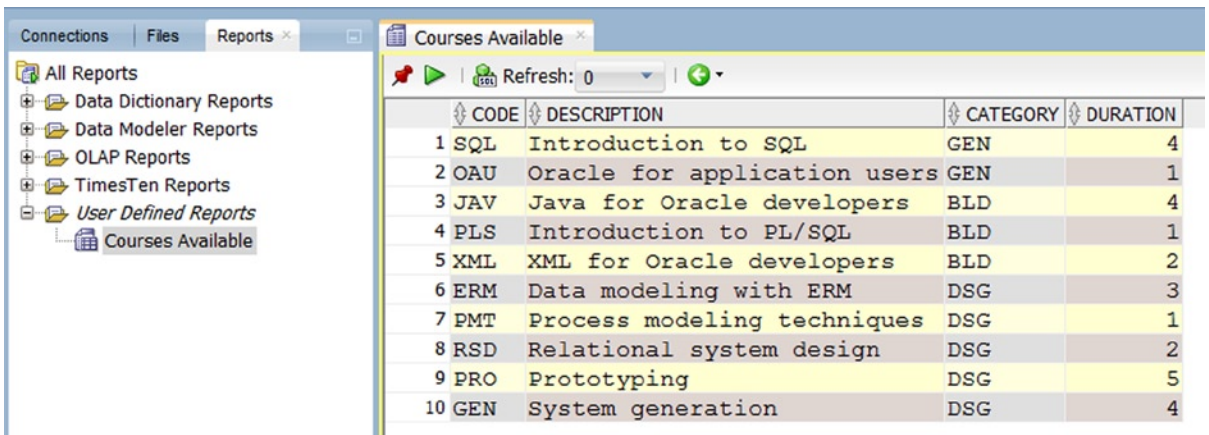 Connections Files Reports
All Reports
Data Dictionary Reports
Data Modeler Reports
OLAP Reports
TimesTen Reports
User Defined Reports
Courses Available
Courses Available
SQL Refresh: 0
CODE DESCRIPTION CATEGORY DURATION
1 SQL Introduction to SQL GEN 4
2 OAU Oracle for application users GEN 1
3 JAV Java for Oracle developers BLD 4
4 PLS Introduction to PL/SQL BLD 1
5 XML XML for Oracle developers BLD 2
6 ERM Data modeling with ERM DSG 3
7 PMT Process modeling techniques DSG 1
8 RSD Relational system design DSG 2
9 PRO Prototyping DSG 5
10 GEN System generation DSG 4